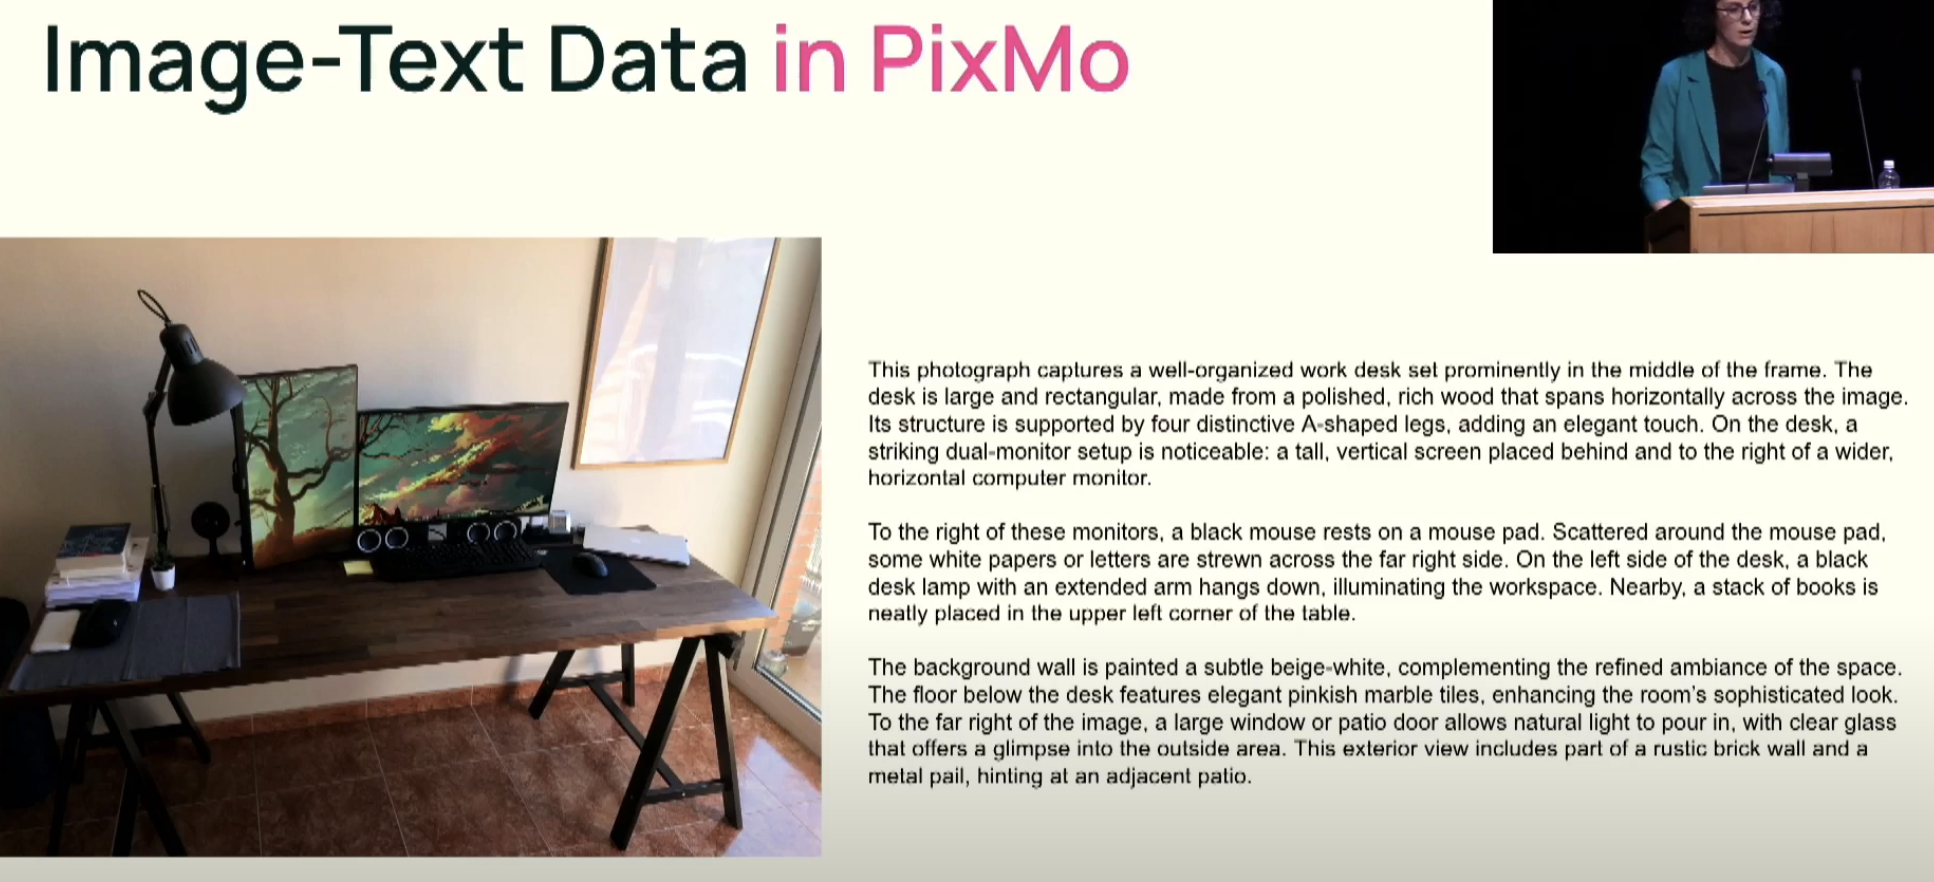 Image-Text Data in PixMo
This photograph captures a well-organized work desk set prominently in the middle of the frame. The
desk is large and rectangular, made from a polished, rich wood that spans horizontally across the image.
Its structure is supported by four distinctive A-shaped legs, adding an elegant touch. On the desk, a
striking dual-monitor setup is noticeable: a tall, vertical screen placed behind and to the right of a wider,
horizontal computer monitor.
To the right of these monitors, a black mouse rests on a mouse pad. Scattered around the mouse pad,
some white papers or letters are strewn across the far right side. On the left side of the desk, a black
desk lamp with an extended arm hangs down, illuminating the workspace. Nearby, a stack of books is
neatly placed in the upper left corner of the table.
The background wall is painted a subtle beige-white, complementing the refined ambiance of the space.
The floor below the desk features elegant pinkish marble tiles, enhancing the room's sophisticated look.
To the far right of the image, a large window or patio door allows natural light to pour in, with clear glass
that offers a glimpse into the outside area. This exterior view includes part of a rustic brick wall and a
metal pail, hinting at an adjacent patio.